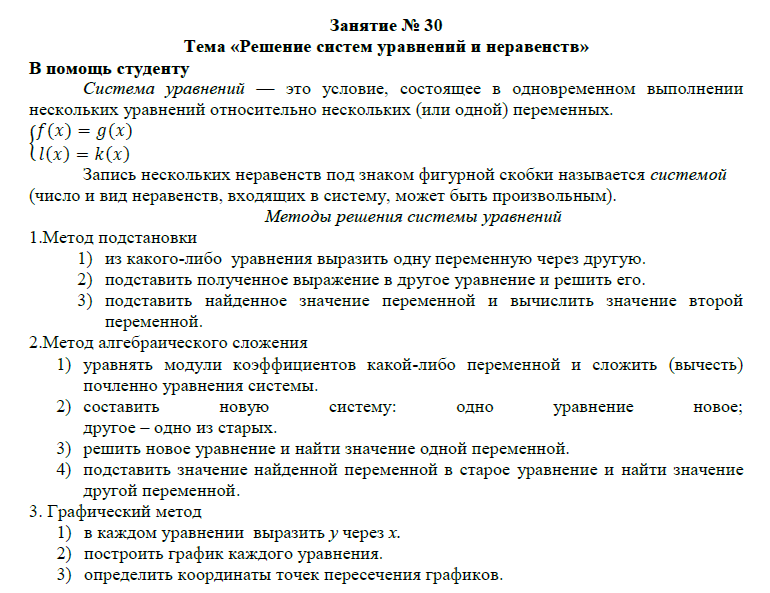 Занятие № 30
Тема «Решение систем уравнений и неравенств»
В помощь студенту
Система уравнений — это условие, состоящее в одновременном выполнении
нескольких уравнений относительно нескольких (или одной) переменных.
{f(x) = g(x)
l(x) = k(x)
Запись нескольких неравенств под знаком фигурной скобки называется системой
(число и вид неравенств, входящих в систему, может быть произвольным).
Методы решения системы уравнений
1.Метод подстановки
1) из какого-либо уравнения выразить одну переменную через другую.
2) подставить полученное выражение в другое уравнение и решить его.
3) подставить найденное значение переменной и вычислить значение второй
переменной.
2.Метод алгебраического сложения
1) уравнять модули коэффициентов какой-либо переменной и сложить (вычесть)
почленно уравнения системы.
2) составить новую систему: одно уравнение новое;
другое – одно из старых.
3) решить новое уравнение и найти значение одной переменной.
4) подставить значение найденной переменной в старое уравнение и найти значение
другой переменной.
3. Графический метод
1) в каждом уравнении выразить y через x.
2) построить график каждого уравнения.
3) определить координаты точек пересечения графиков.